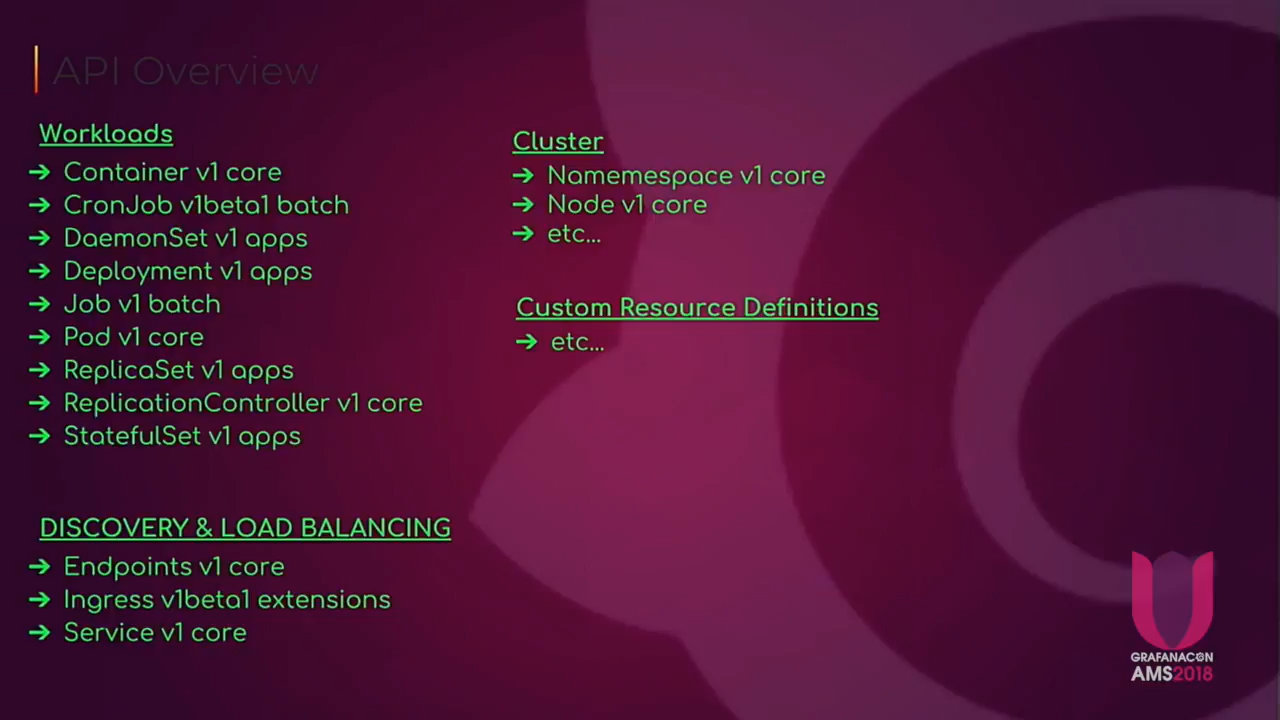 API Overview
Workloads
→ Container v1 core
→ CronJob v1beta1 batch
→ DaemonSet v1 apps
→ Deployment v1 apps
→ Job v1 batch
→ Pod v1 core
→ ReplicaSet v1 apps
→ ReplicationController v1 core
→ StatefulSet v1 apps
DISCOVERY & LOAD BALANCING
→ Endpoints v1 core
→ Ingress v1beta1 extensions
→ Service v1 core
Cluster
→ Namemespace v1 core
→ Node v1 core
→ etc...
Custom Resource Definitions
→ etc...
GRAFANACON
AMS2018